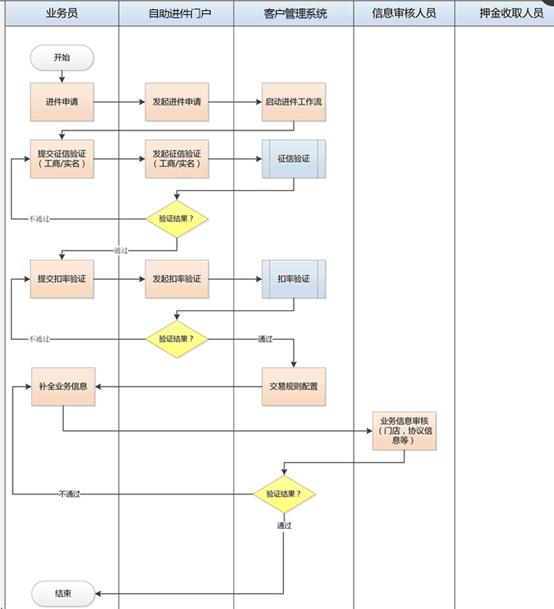 业务员
自助进件门户
客户管理系统
信息审核人员
押金收取人员
开始
进件申请
发起进件申请
启动进件工作流
提交征信验证
（工商/实名）
发起征信验证
（工商/实名）
征信验证
不通过
验证结果？
通过
提交扣率验证
发起扣率验证
扣率验证
不通过
验证结果？
通过
补全业务信息
交易规则配置
业务信息审核
（门店，协议信
息等）
不通过
验证结果？
通过
结束